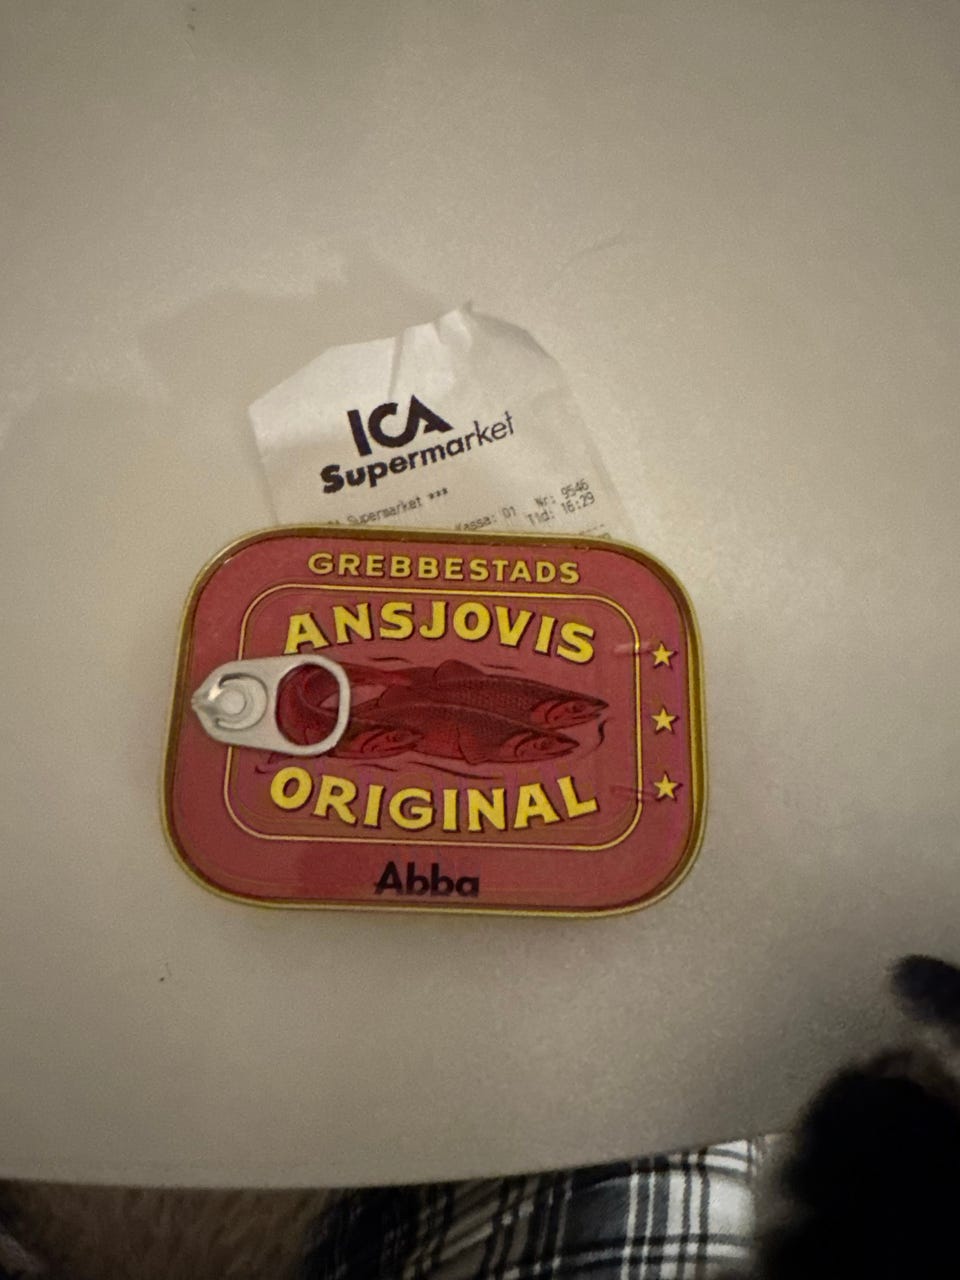 ICA
Supermarket
Supermarket ***
Kassa: 01 Nr: 9546
Tid: 16:29
GREBBESTADS
ANSJOVIS
ORIGINAL
Abba